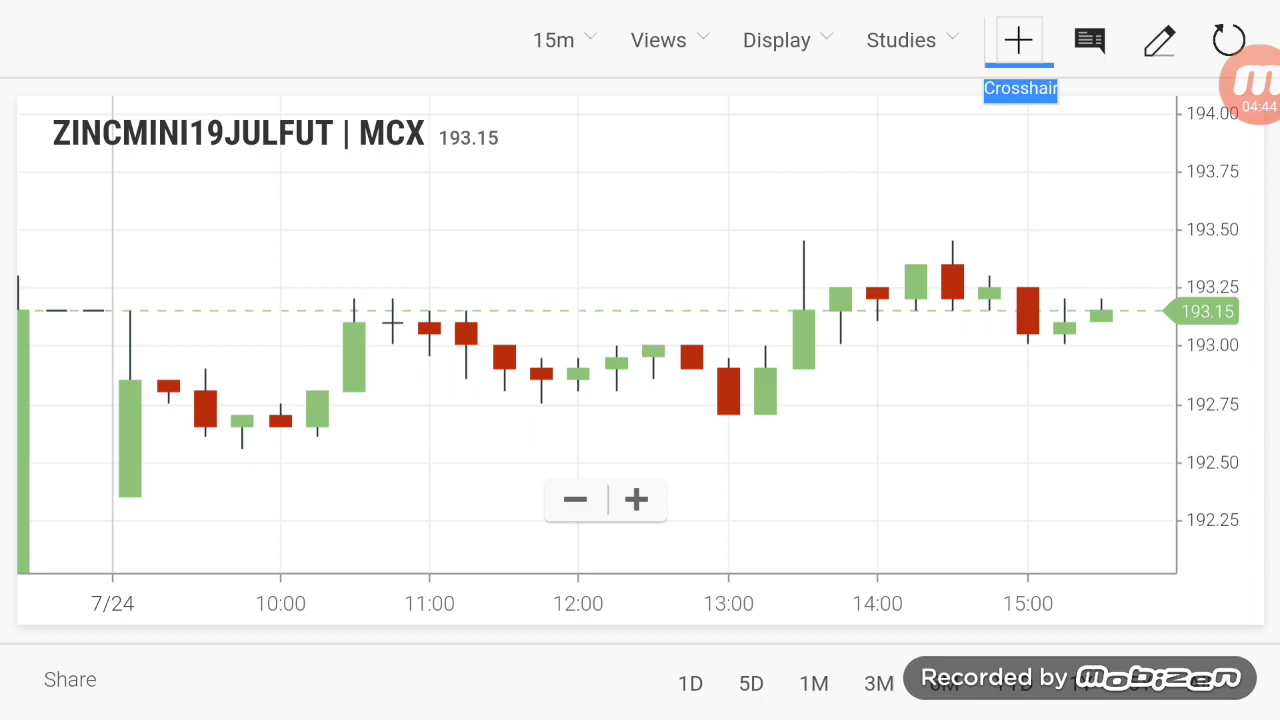 15m Views Display Studies
Crosshair
04:44
ZINCMINI19JULFUT | MCX 193.15
194.00
193.75
193.50
193.25
193.15
193.00
192.75
192.50
192.25
7/24 10:00 11:00 12:00 13:00 14:00 15:00
Share 1D 5D 1M 3M
Recorded by mobizen